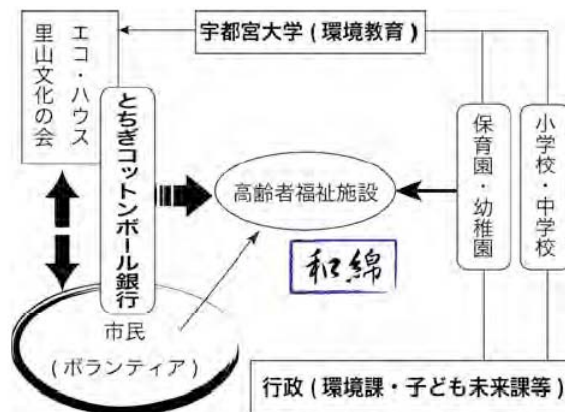 宇都宮大学(環境教育)
エコ・ハウス
里山文化の会
とちぎコットンボール銀行
高齢者福祉施設
保育園・幼稚園
小学校・中学校
和綿
市民
(ボランティア)
行政(環境課・子ども未来課等)